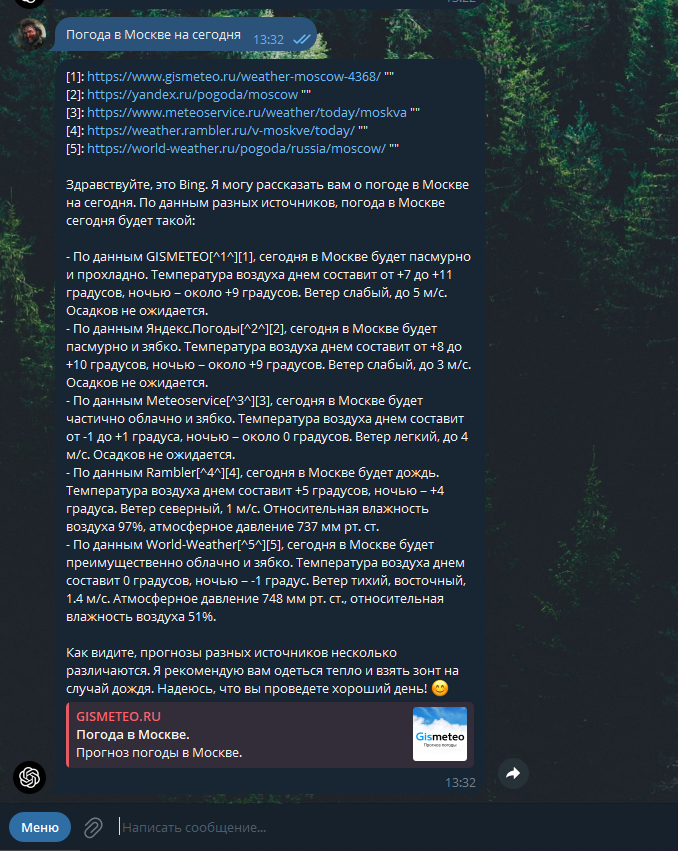 13:22
Погода в Москве на сегодня
13:32
[1]: https://www.gismeteo.ru/weather-moscow-4368/ ""
[2]: https://yandex.ru/pogoda/moscow ""
[3]: https://www.meteoservice.ru/weather/today/moskva ""
[4]: https://weather.rambler.ru/v-moskve/today/ ""
[5]: https://world-weather.ru/pogoda/russia/moscow/ ""
Здравствуйте, это Bing. Я могу рассказать вам о погоде в Москве
на сегодня. По данным разных источников, погода в Москве
сегодня будет такой:
- По данным GISMETEO[^1^][1], сегодня в Москве будет пасмурно
и прохладно. Температура воздуха днем составит от +7 до +11
градусов, ночью – около +9 градусов. Ветер слабый, до 5 м/с.
Осадков не ожидается.
- По данным Яндекс.Погоды[^2^][2], сегодня в Москве будет
пасмурно и зябко. Температура воздуха днем составит от +8 до
+10 градусов, ночью – около +9 градусов. Ветер слабый, до 3 м/с.
Осадков не ожидается.
- По данным Meteoservice[^3^][3], сегодня в Москве будет
частично облачно и зябко. Температура воздуха днем составит
от -1 до +1 градуса, ночью – около 0 градусов. Ветер легкий, до 4
м/с. Осадков не ожидается.
- По данным Rambler[^4^][4], сегодня в Москве будет дождь.
Температура воздуха днем составит +5 градусов, ночью – +4
градуса. Ветер северный, 1 м/с. Относительная влажность
воздуха 97%, атмосферное давление 737 мм рт. ст.
- По данным World-Weather[^5^][5], сегодня в Москве будет
преимущественно облачно и зябко. Температура воздуха днем
составит 0 градусов, ночью – -1 градус. Ветер тихий, восточный,
1.4 м/с. Атмосферное давление 748 мм рт. ст., относительная
влажность воздуха 51%.
Как видите, прогнозы разных источников несколько
различаются. Я рекомендую вам одеться тепло и взять зонт на
случай дождя. Надеюсь, что вы проведете хороший день! 😊
GISMETEO.RU
Погода в Москве.
Прогноз погоды в Москве.
Gismeteo
Прогноз погоды
13:32
Меню
Написать сообщение...